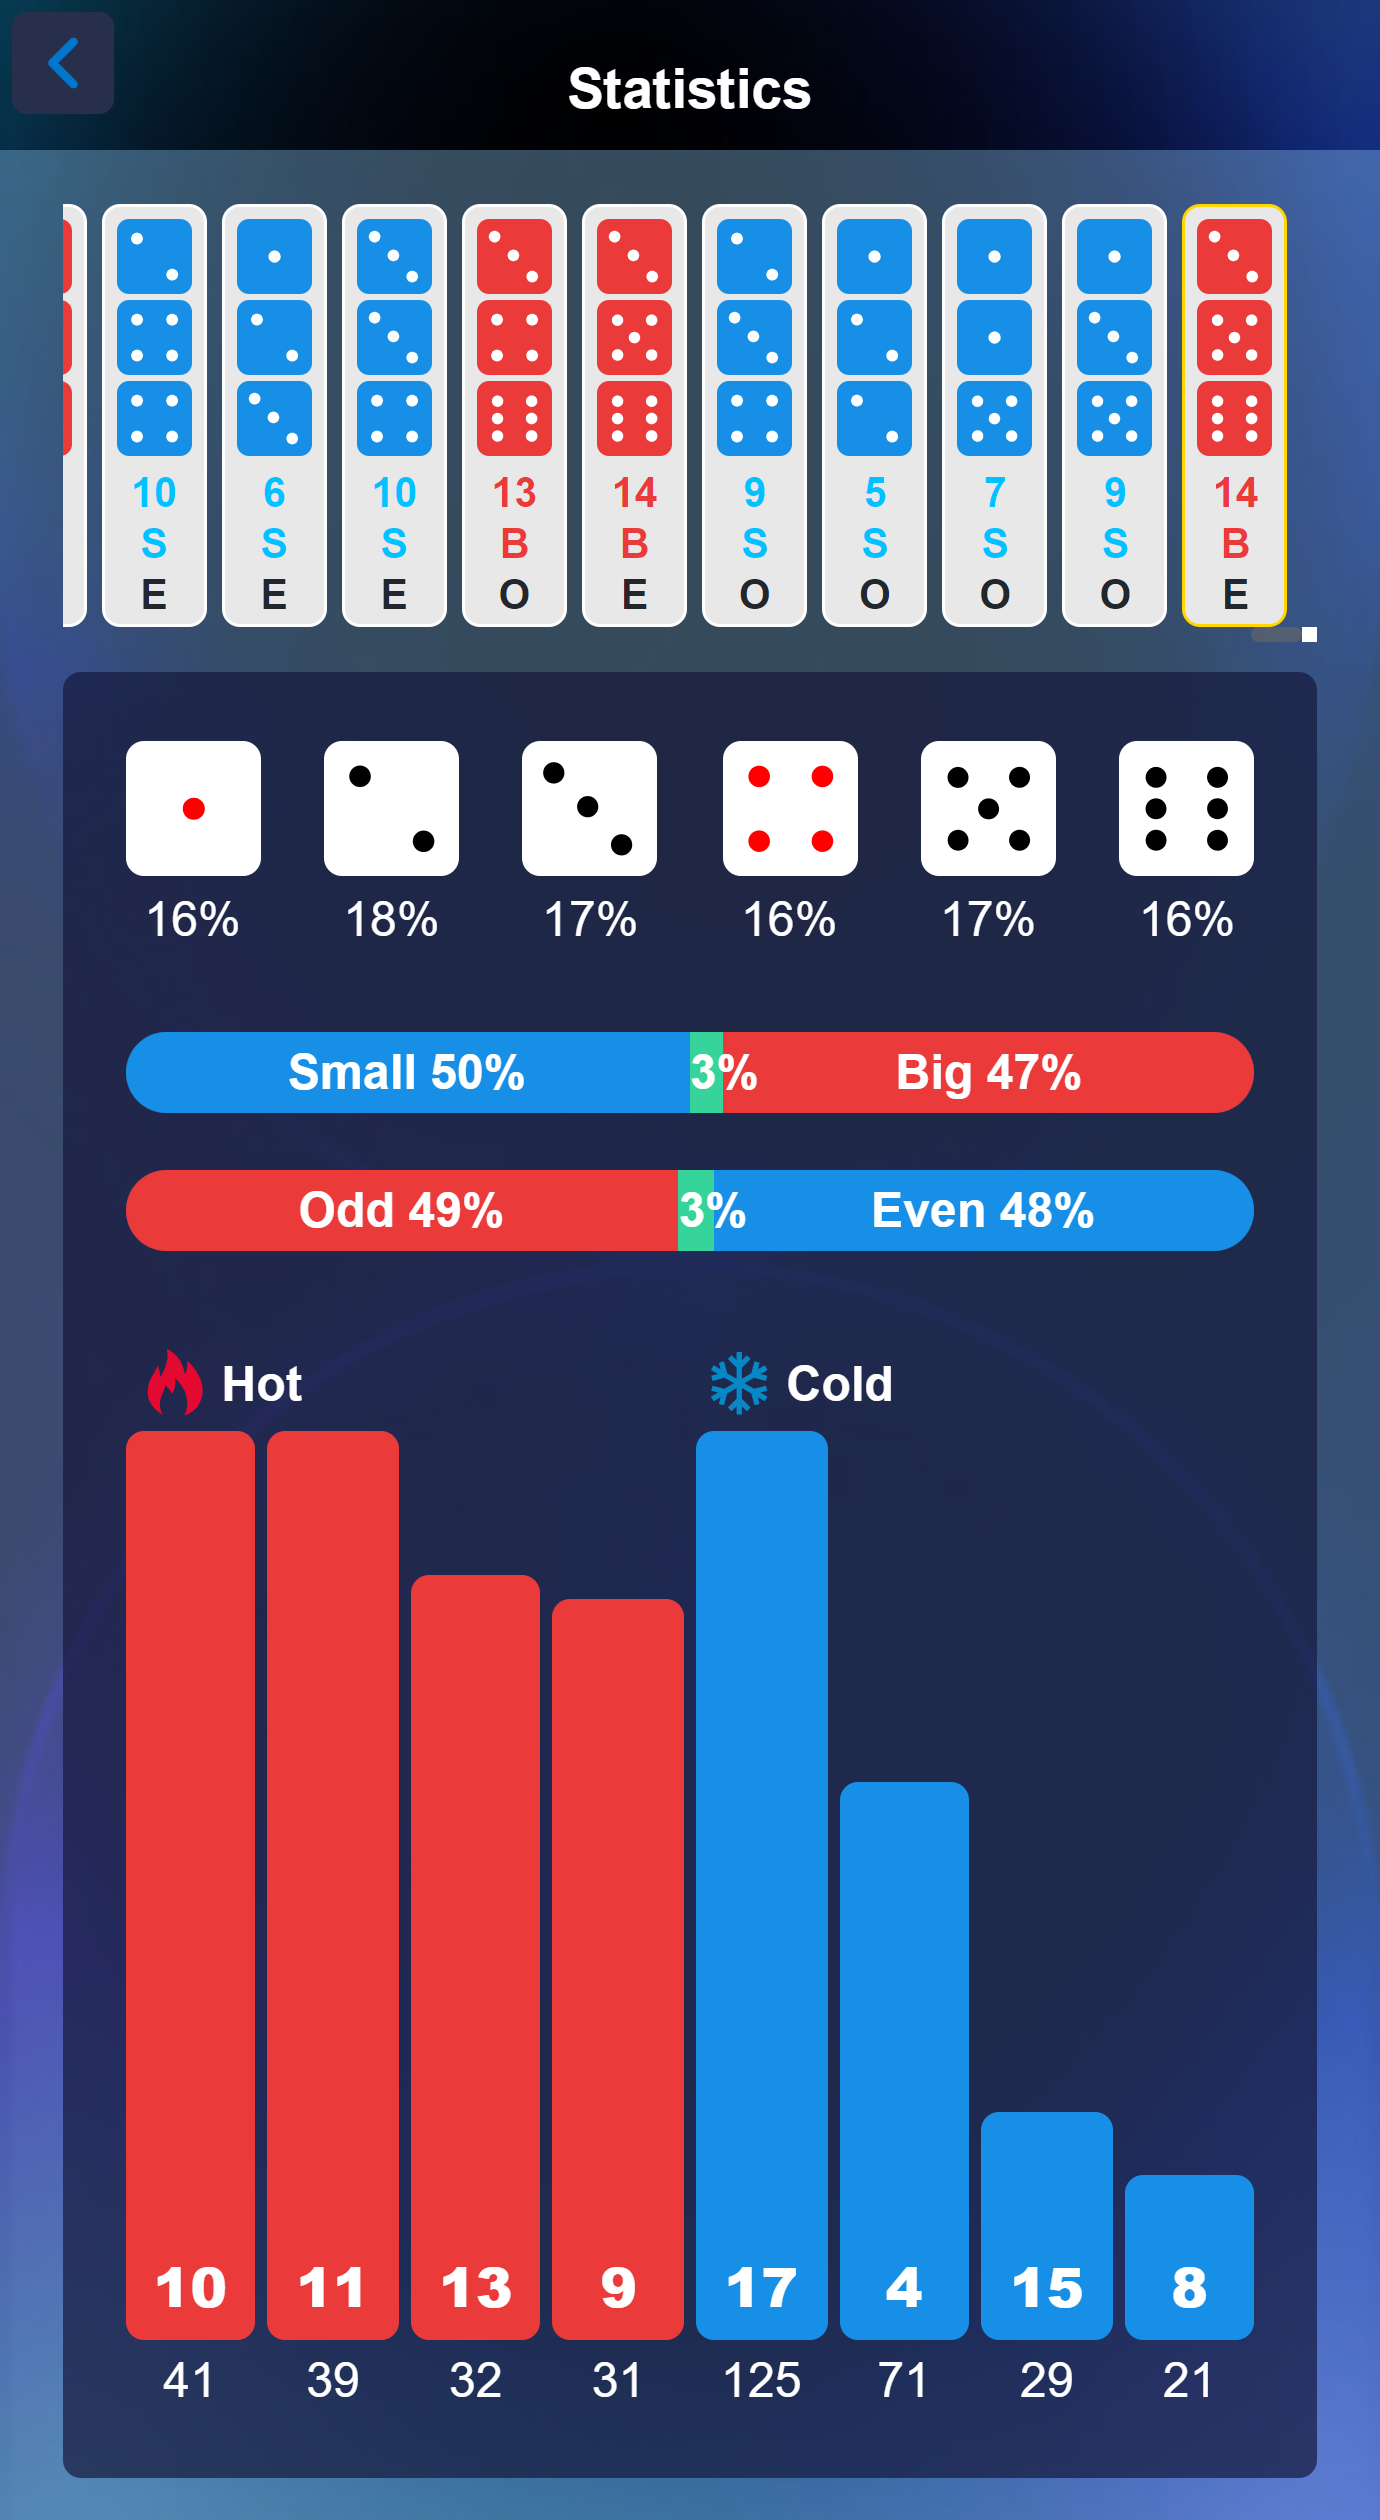 Statistics
10 6 10 13 14 9 5 7 9 14
S S S B B S S S S B
E E E O E O O O O E
16% 18% 17% 16% 17% 16%
Small 50% 3% Big 47%
Odd 49% 3% Even 48%
Hot Cold
10 11 13 9 17 4 15 8
41 39 32 31 125 71 29 21